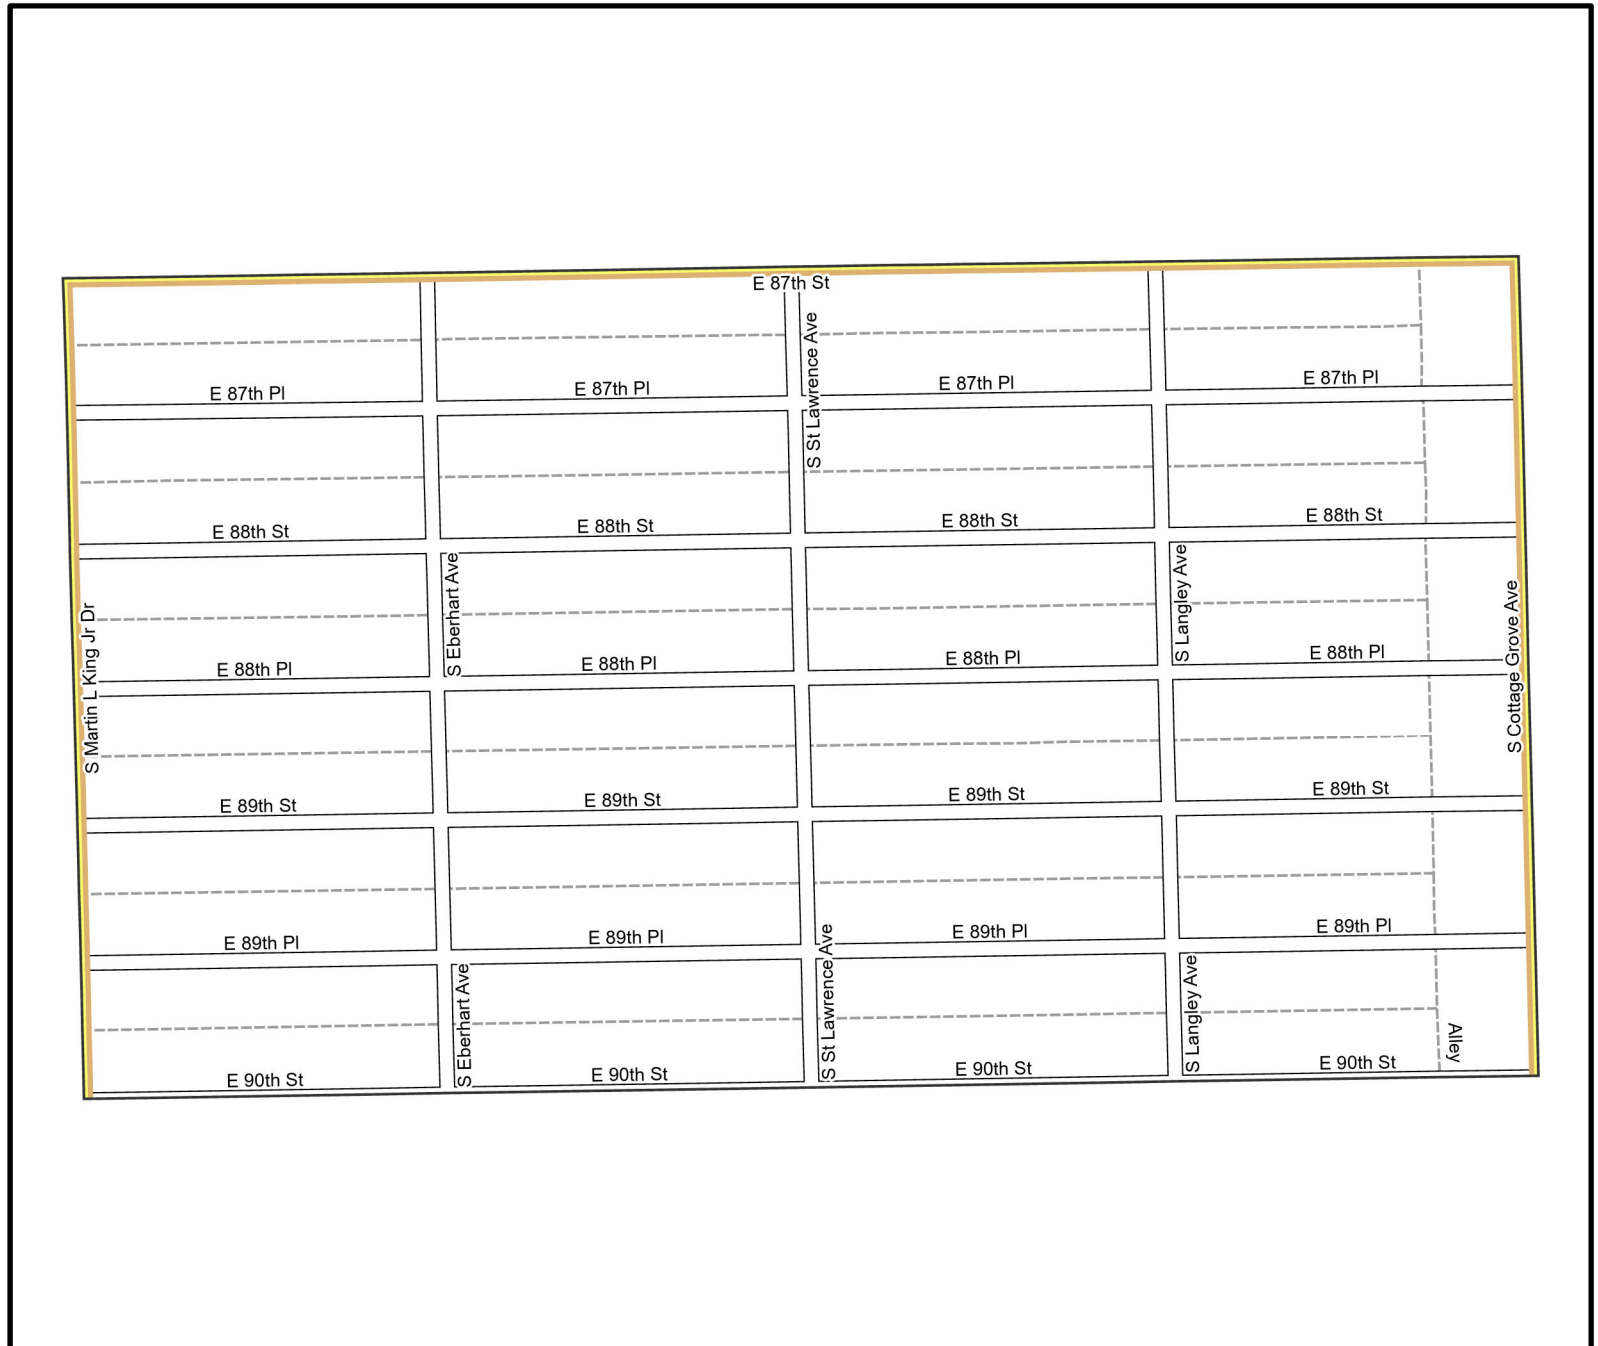 E 87th St
S St Lawrence Ave
E 87th Pl
E 87th Pl
E 87th Pl
E 87th Pl
E 88th St
E 88th St
E 88th St
E 88th St
S Martin L King Jr Dr
S Eberhart Ave
S Langley Ave
S Cottage Grove Ave
E 88th Pl
E 88th Pl
E 88th Pl
E 88th Pl
E 89th St
E 89th St
E 89th St
E 89th St
E 89th Pl
E 89th Pl
E 89th Pl
E 89th Pl
S Eberhart Ave
S St Lawrence Ave
S Langley Ave
Alley
E 90th St
E 90th St
E 90th St
E 90th St